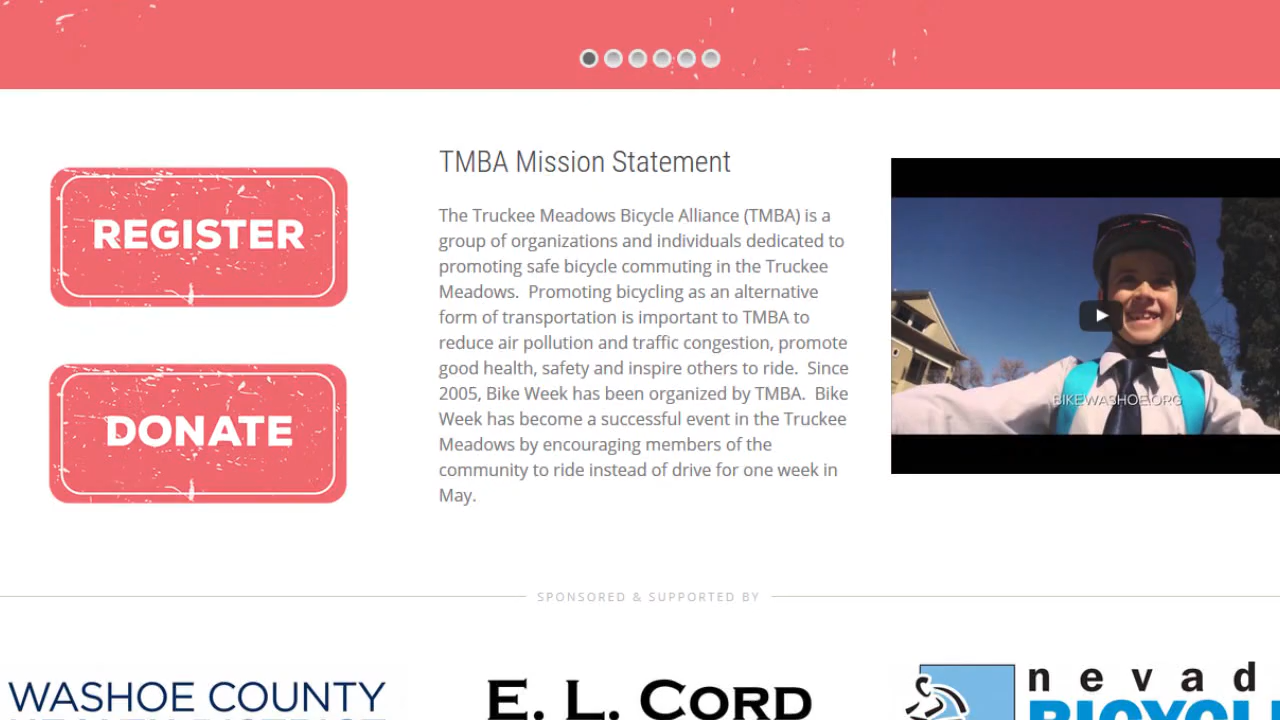 REGISTER
DONATE
TMBA Mission Statement
The Truckee Meadows Bicycle Alliance (TMBA) is a
group of organizations and individuals dedicated to
promoting safe bicycle commuting in the Truckee
Meadows.  Promoting bicycling as an alternative
form of transportation is important to TMBA to
reduce air pollution and traffic congestion, promote
good health, safety and inspire others to ride.  Since
2005, Bike Week has been organized by TMBA.  Bike
Week has become a successful event in the Truckee
Meadows by encouraging members of the
community to ride instead of drive for one week in
May.
BIKEWASHOE.ORG
SPONSORED & SUPPORTED BY
WASHOE COUNTY
E. L. CORD
nevad